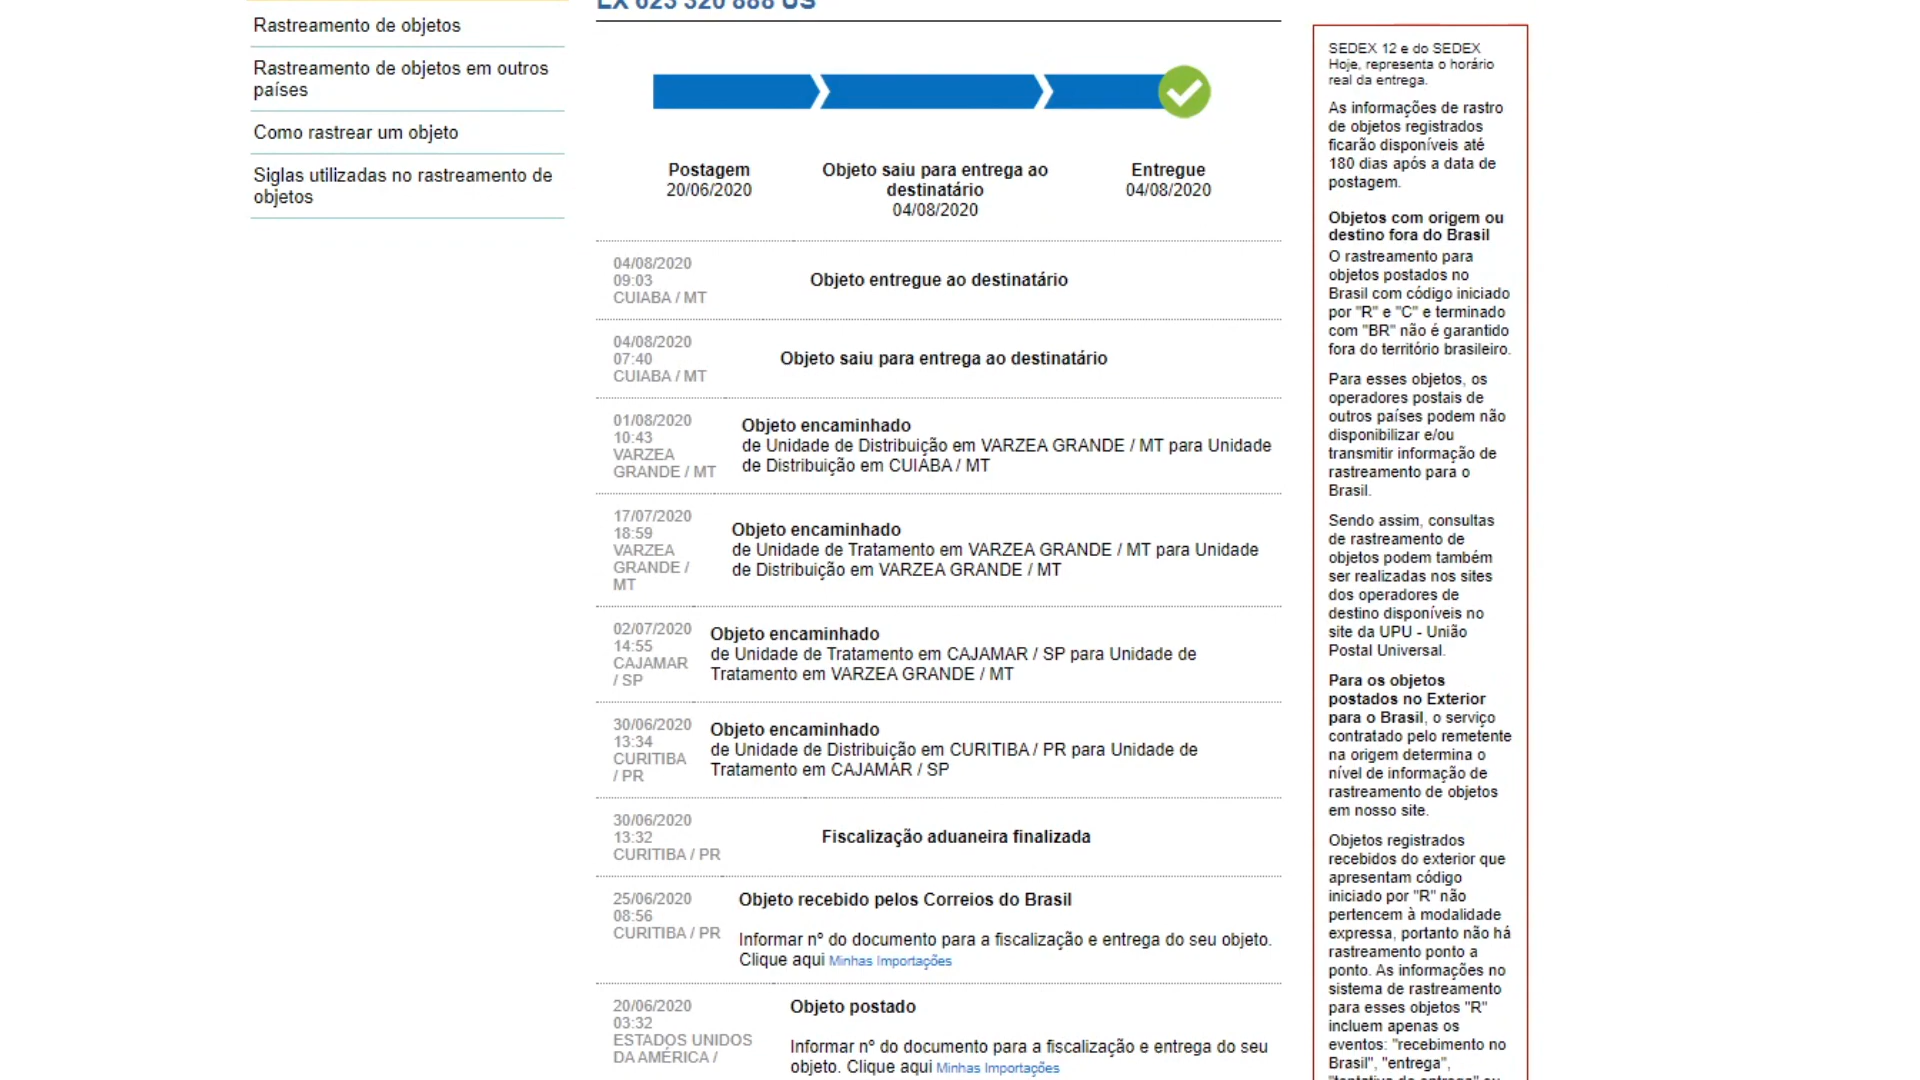 Rastreamento de objetos
Rastreamento de objetos em outros
países
Como rastrear um objeto
Siglas utilizadas no rastreamento de
objetos
LX 623 320 888 US
Postagem
20/06/2020
Objeto saiu para entrega ao
destinatário
04/08/2020
Entregue
04/08/2020
04/08/2020
09:03
CUIABA / MT
Objeto entregue ao destinatário
04/08/2020
07:40
CUIABA / MT
Objeto saiu para entrega ao destinatário
01/08/2020
10:43
VARZEA
GRANDE / MT
Objeto encaminhado
de Unidade de Distribuição em VARZEA GRANDE / MT para Unidade
de Distribuição em CUIABA / MT
17/07/2020
18:59
VARZEA
GRANDE /
MT
Objeto encaminhado
de Unidade de Tratamento em VARZEA GRANDE / MT para Unidade
de Distribuição em VARZEA GRANDE / MT
02/07/2020
14:55
CAJAMAR
/ SP
Objeto encaminhado
de Unidade de Tratamento em CAJAMAR / SP para Unidade de
Tratamento em VARZEA GRANDE / MT
30/06/2020
13:34
CURITIBA
/ PR
Objeto encaminhado
de Unidade de Distribuição em CURITIBA / PR para Unidade de
Tratamento em CAJAMAR / SP
30/06/2020
13:32
CURITIBA / PR
Fiscalização aduaneira finalizada
25/06/2020
08:56
CURITIBA / PR
Objeto recebido pelos Correios do Brasil
Informar nº do documento para a fiscalização e entrega do seu objeto.
Clique aqui Minhas Importações
20/06/2020
03:32
ESTADOS UNIDOS
DA AMÉRICA /
Objeto postado
Informar nº do documento para a fiscalização e entrega do seu
objeto. Clique aqui Minhas Importações
SEDEX 12 e do SEDEX
Hoje, representa o horário
real da entrega.
As informações de rastro
de objetos registrados
ficarão disponíveis até
180 dias após a data de
postagem.
Objetos com origem ou
destino fora do Brasil
O rastreamento para
objetos postados no
Brasil com código iniciado
por "R" e "C" e terminado
com "BR" não é garantido
fora do território brasileiro.
Para esses objetos, os
operadores postais de
outros países podem não
disponibilizar e/ou
transmitir informação de
rastreamento para o
Brasil.
Sendo assim, consultas
de rastreamento de
objetos podem também
ser realizadas nos sites
dos operadores de
destino disponíveis no
site da UPU - União
Postal Universal.
Para os objetos
postados no Exterior
para o Brasil, o serviço
contratado pelo remetente
na origem determina o
nível de informação de
rastreamento de objetos
em nosso site.
Objetos registrados
recebidos do exterior que
apresentam código
iniciado por "R" não
pertencem à modalidade
expressa, portanto não há
rastreamento ponto a
ponto. As informações no
sistema de rastreamento
para esses objetos "R"
incluem apenas os
eventos: "recebimento no
Brasil", "entrega",
"tentativa de entrega" ou